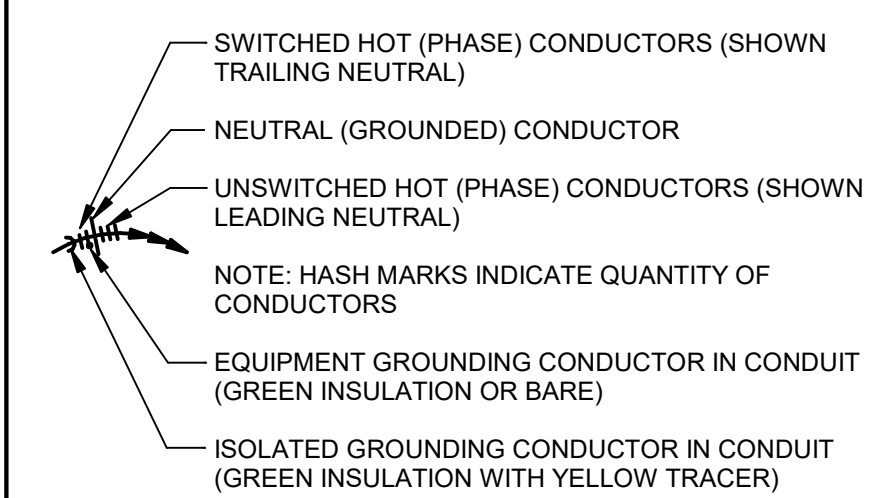 SWITCHED HOT (PHASE) CONDUCTORS (SHOWN
TRAILING NEUTRAL)
NEUTRAL (GROUNDED) CONDUCTOR
UNSWITCHED HOT (PHASE) CONDUCTORS (SHOWN
LEADING NEUTRAL)
NOTE: HASH MARKS INDICATE QUANTITY OF
CONDUCTORS
EQUIPMENT GROUNDING CONDUCTOR IN CONDUIT
(GREEN INSULATION OR BARE)
ISOLATED GROUNDING CONDUCTOR IN CONDUIT
(GREEN INSULATION WITH YELLOW TRACER)